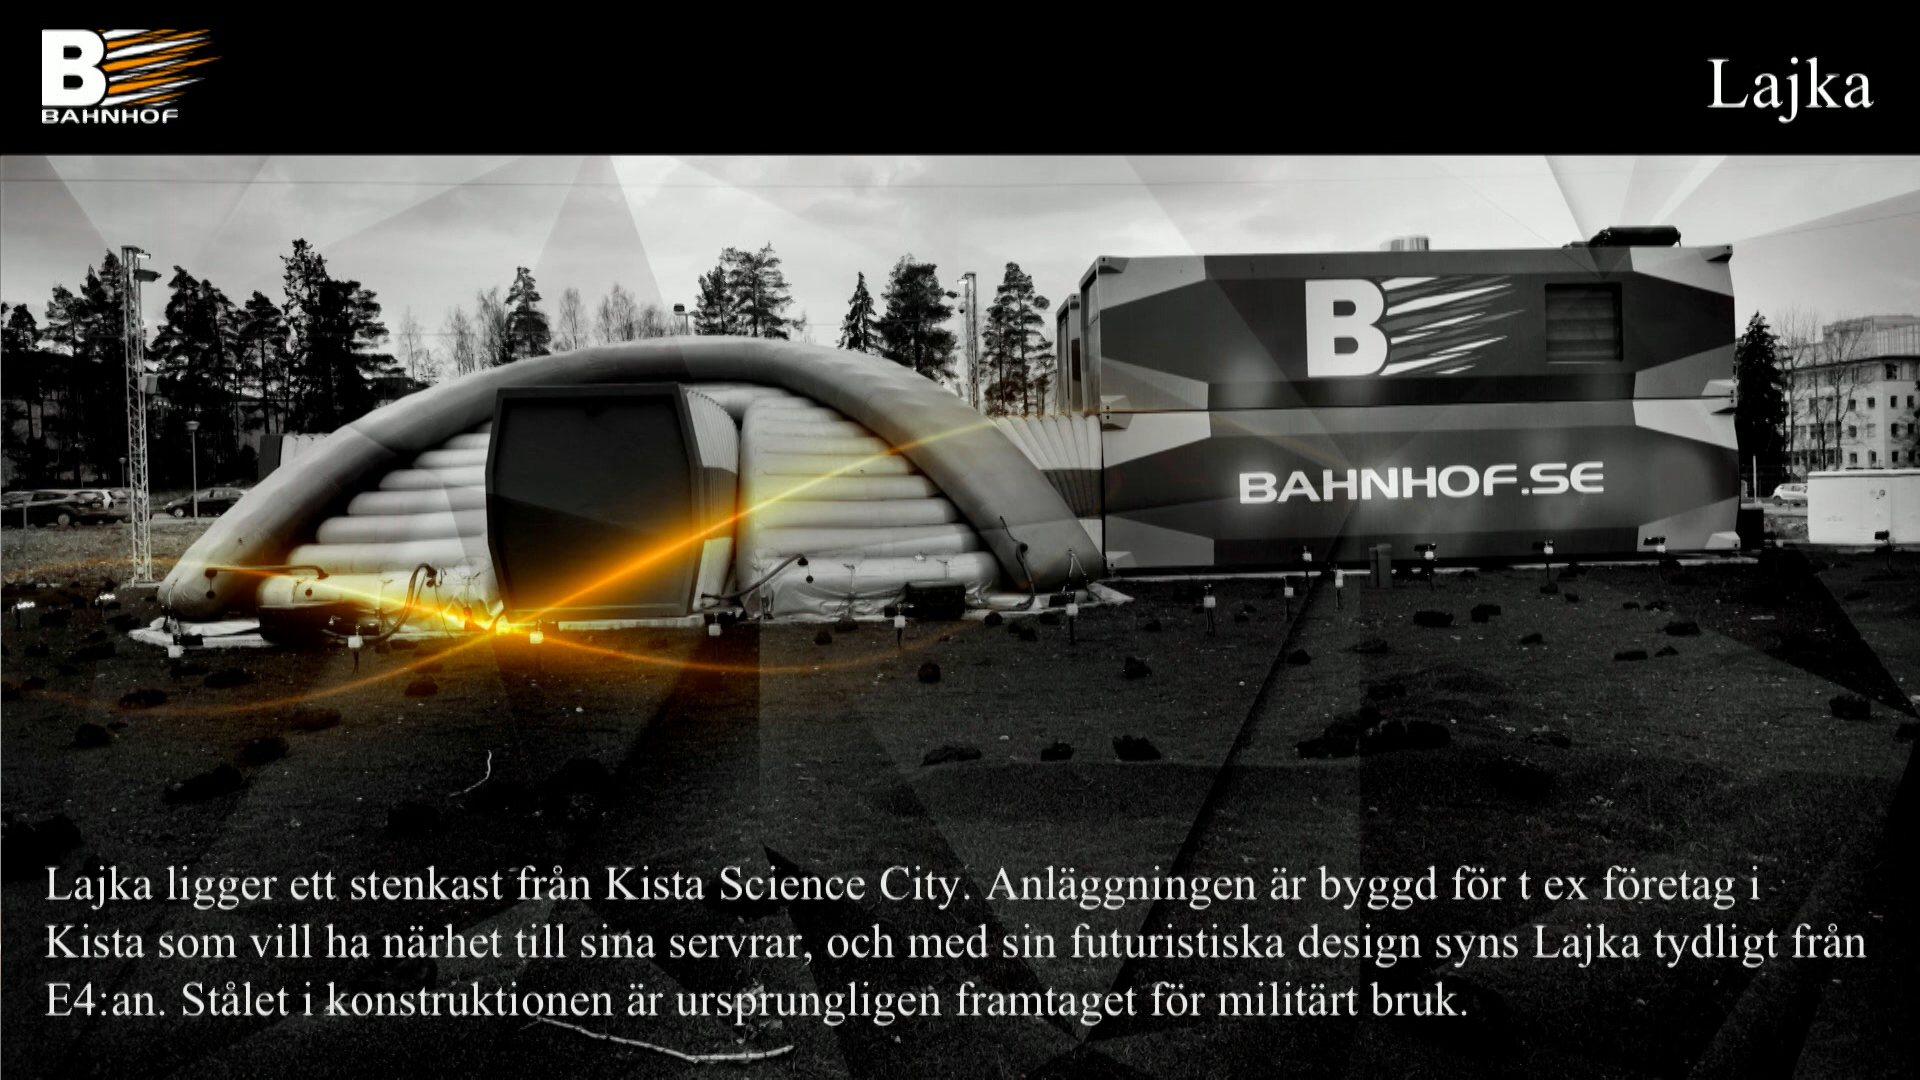 B
BAHNHOF
Lajka
B
BAHNHOF.SE
Lajka ligger ett stenkast från Kista Science City. Anläggningen är byggd för t ex företag i
Kista som vill ha närhet till sina servrar, och med sin futuristiska design syns Lajka tydligt från
E4:an. Stålet i konstruktionen är ursprungligen framtaget för militärt bruk.